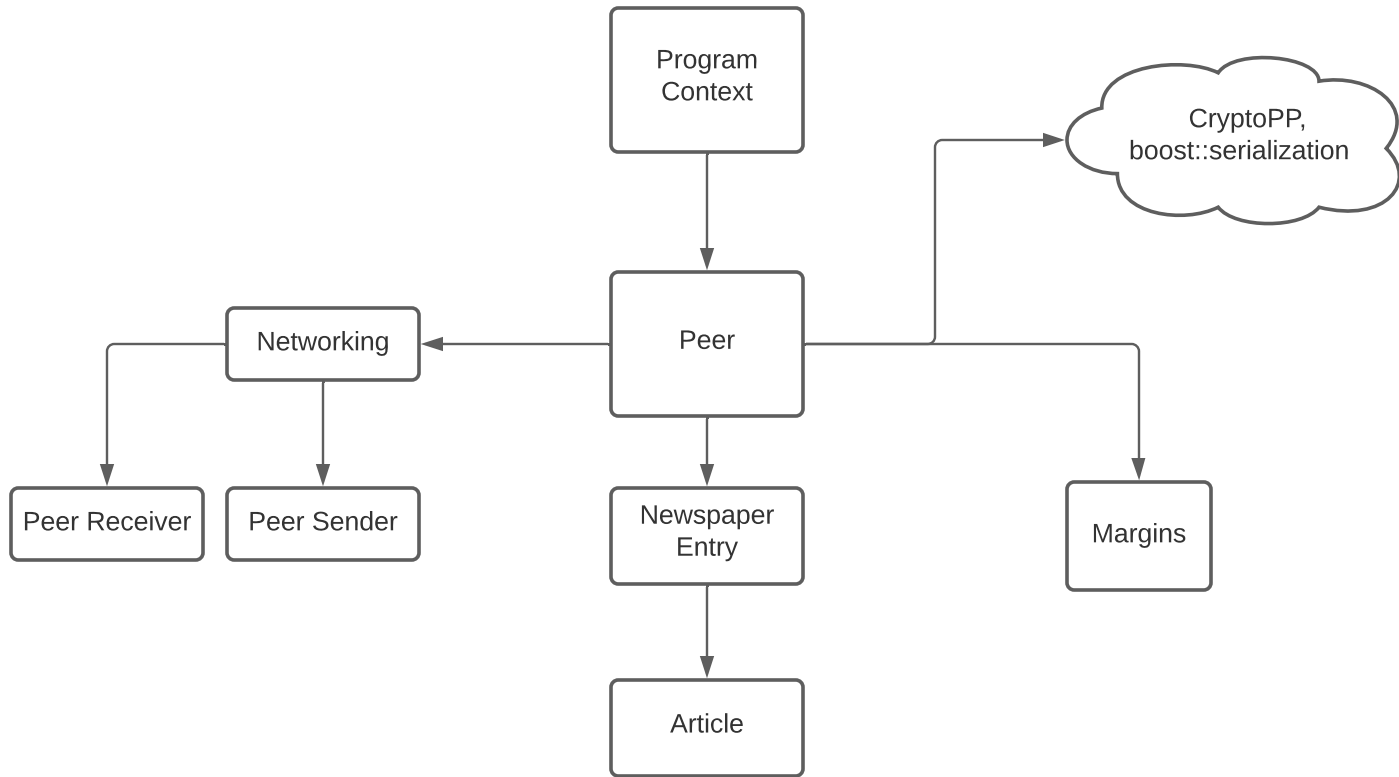 Program
Context
CryptoPP,
boost::serialization
Networking
Peer
Peer Receiver
Peer Sender
Newspaper
Entry
Margins
Article